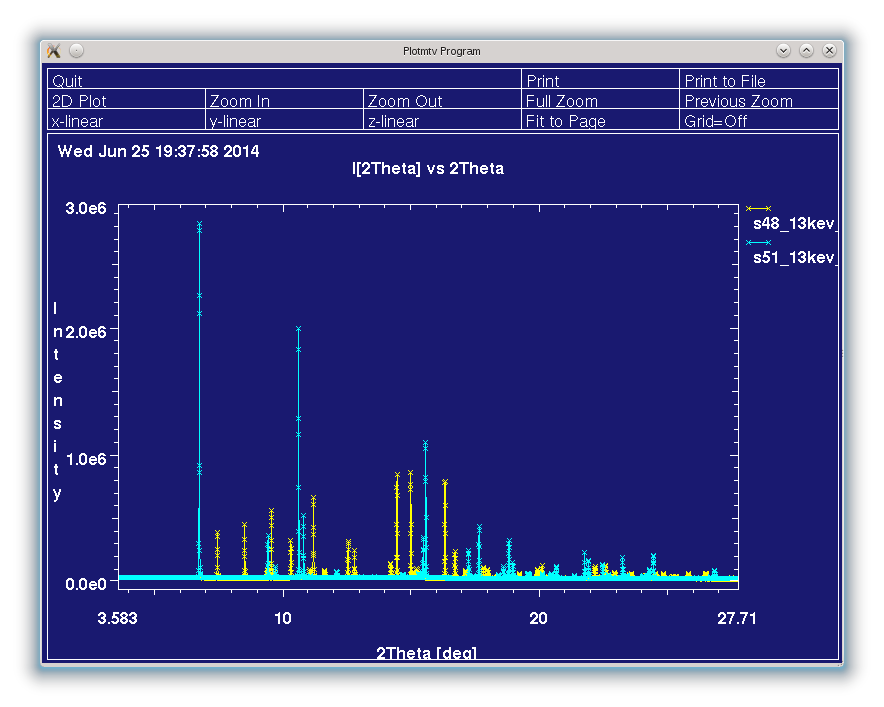 Plotmtv Program
Quit Print Print to File
2D Plot Zoom In Zoom Out Full Zoom Previous Zoom
x-linear y-linear z-linear Fit to Page Grid=Off
Wed Jun 25 19:37:58 2014
I[2Theta] vs 2Theta
3.0e6
s48_13kev_
s51_13kev_
Intensity
2.0e6
1.0e6
0.0e0
3.583 10 20 27.71
2Theta [deg]